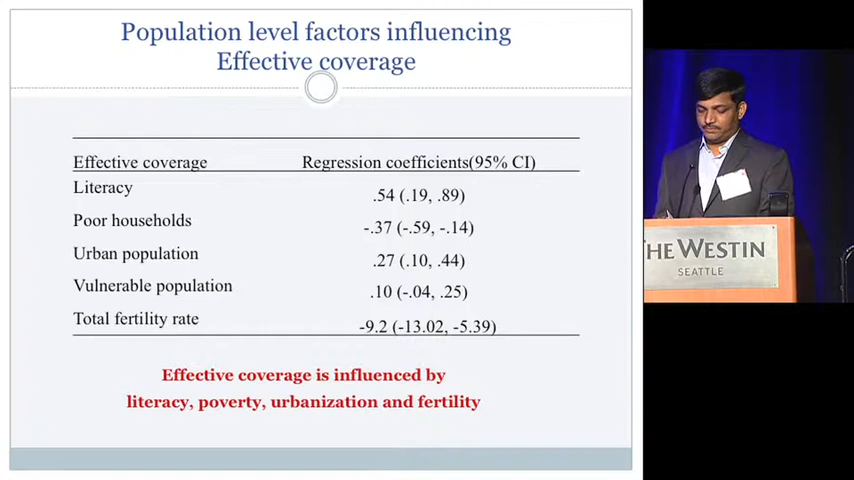 Population level factors influencing
Effective coverage
Effective coverage Regression coefficients(95% CI)
Literacy .54 (.19, .89)
Poor households -.37 (-.59, -.14)
Urban population .27 (.10, .44)
Vulnerable population .10 (-.04, .25)
Total fertility rate -9.2 (-13.02, -5.39)
Effective coverage is influenced by
literacy, poverty, urbanization and fertility
THE WESTIN
SEATTLE